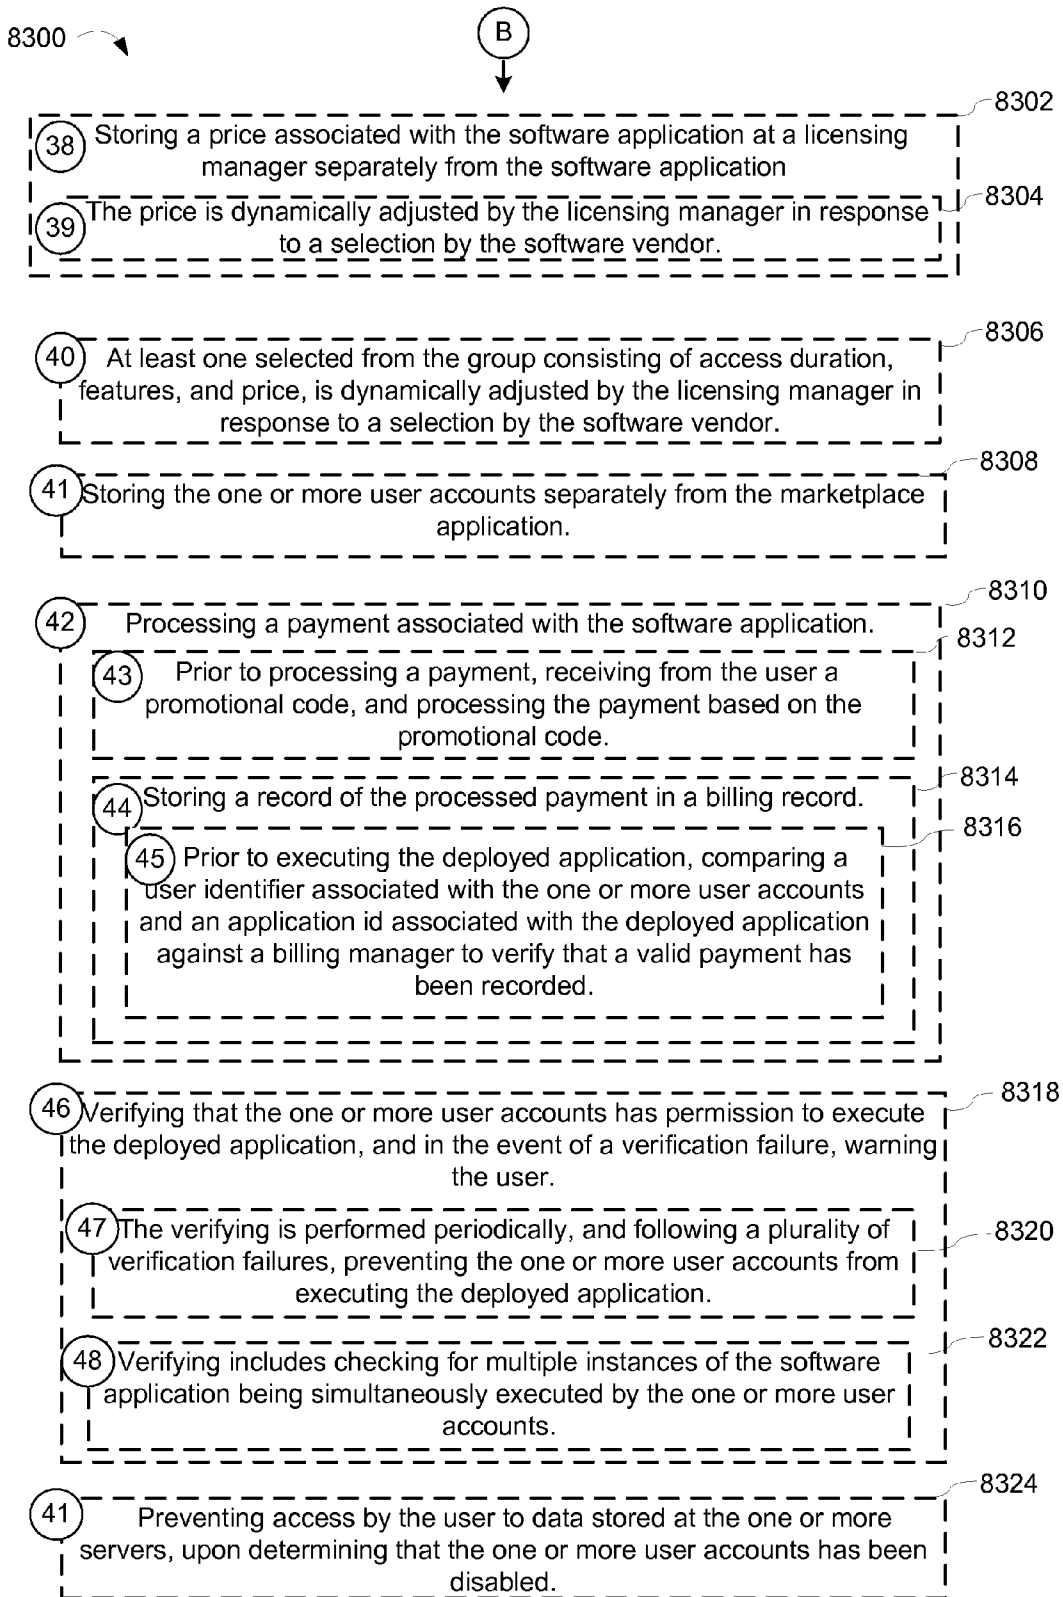 8300
B
8302
38
Storing a price associated with the software application at a licensing
manager separately from the software application
8304
39
The price is dynamically adjusted by the licensing manager in response
to a selection by the software vendor.
8306
40
At least one selected from the group consisting of access duration,
features, and price, is dynamically adjusted by the licensing manager in
response to a selection by the software vendor.
8308
41
Storing the one or more user accounts separately from the marketplace
application.
8310
42
Processing a payment associated with the software application.
8312
43
Prior to processing a payment, receiving from the user a
promotional code, and processing the payment based on the
promotional code.
8314
44
Storing a record of the processed payment in a billing record.
8316
45
Prior to executing the deployed application, comparing a
user identifier associated with the one or more user accounts
and an application id associated with the deployed application
against a billing manager to verify that a valid payment has
been recorded.
8318
46
Verifying that the one or more user accounts has permission to execute
the deployed application, and in the event of a verification failure, warning
the user.
8320
47
The verifying is performed periodically, and following a plurality of
verification failures, preventing the one or more user accounts from
executing the deployed application.
8322
48
Verifying includes checking for multiple instances of the software
application being simultaneously executed by the one or more user
accounts.
8324
41
Preventing access by the user to data stored at the one or more
servers, upon determining that the one or more user accounts has been
disabled.